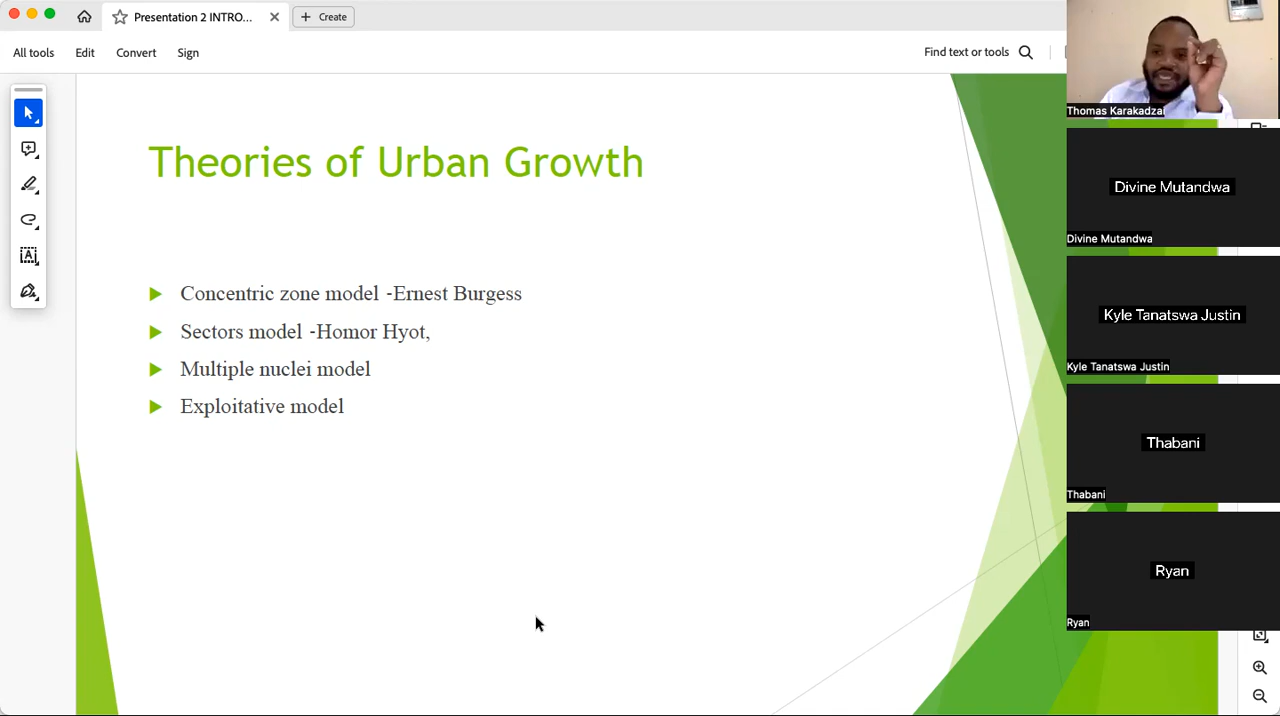 Presentation 2 INTRO...
Create
All tools
Edit
Convert
Sign
Find text or tools
Theories of Urban Growth
Concentric zone model -Ernest Burgess
Sectors model -Homor Hyot,
Multiple nuclei model
Exploitative model
Thomas Karakadzai
Divine Mutandwa
Divine Mutandwa
Kyle Tanatswa Justin
Kyle Tanatswa Justin
Thabani
Thabani
Ryan
Ryan